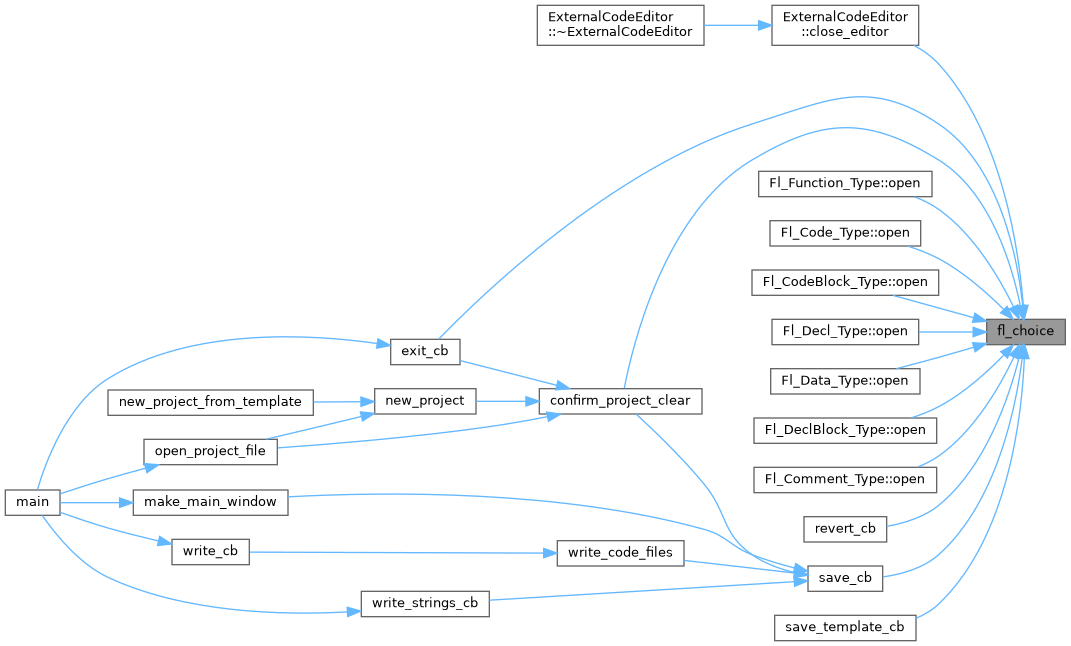 ExternalCodeEditor
::~ExternalCodeEditor
ExternalCodeEditor
::close_editor
Fl_Function_Type::open
Fl_Code_Type::open
Fl_CodeBlock_Type::open
fl_choice
Fl_Decl_Type::open
exit_cb
Fl_Data_Type::open
new_project_from_template
new_project
confirm_project_clear
Fl_DeclBlock_Type::open
open_project_file
Fl_Comment_Type::open
main
make_main_window
revert_cb
write_cb
write_code_files
save_cb
write_strings_cb
save_template_cb